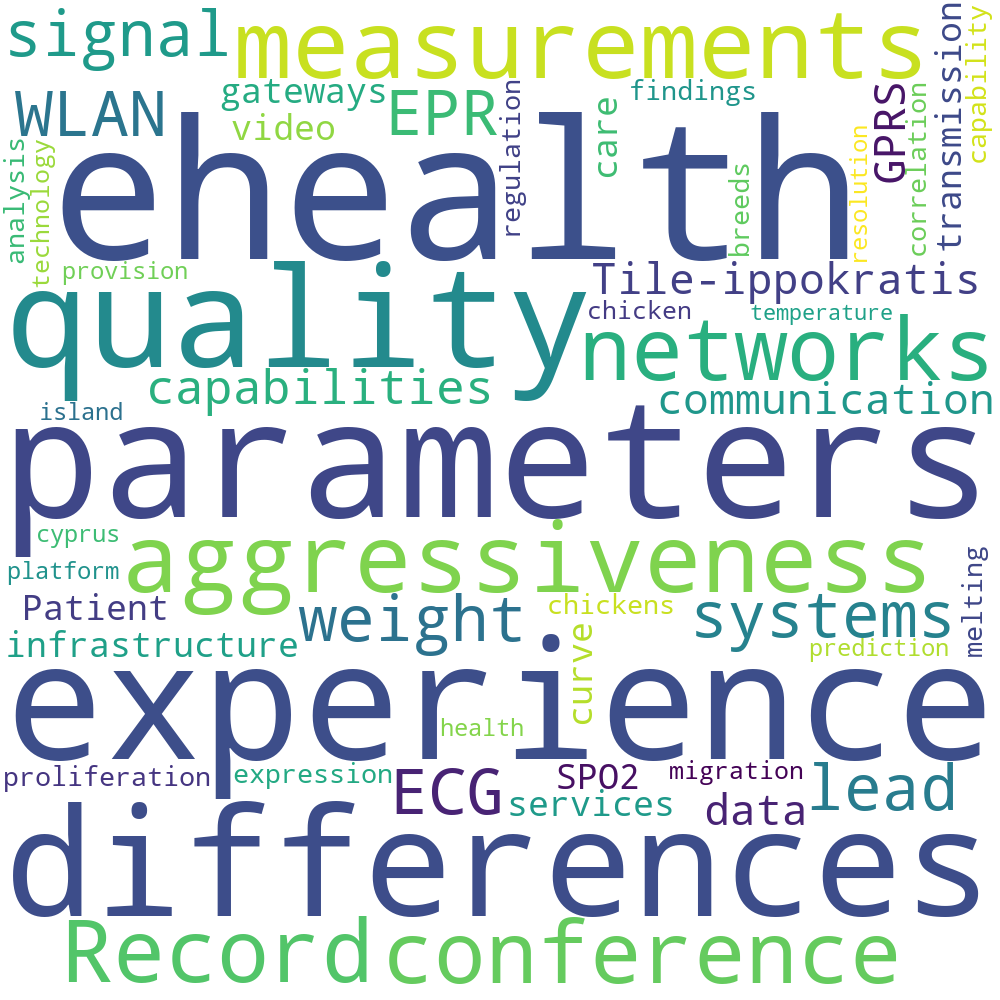 signal
measurements
transmission
capability
WLAN
gateways
EPR
findings
video
regulation
care
GPRS
correlation
ehealth
analysis
technology
breeds
resolution
provision
quality
Tile-ippokratis
chicken
temperature
networks
capabilities
communication
island
parameters
cyprus
aggressiveness
platform
Patient
weight
chickens
systems
melting
infrastructure
curve
prediction
experience
health
proliferation
expression
ECG
SPO2
migration
lead
services
data
differences
Record
conference